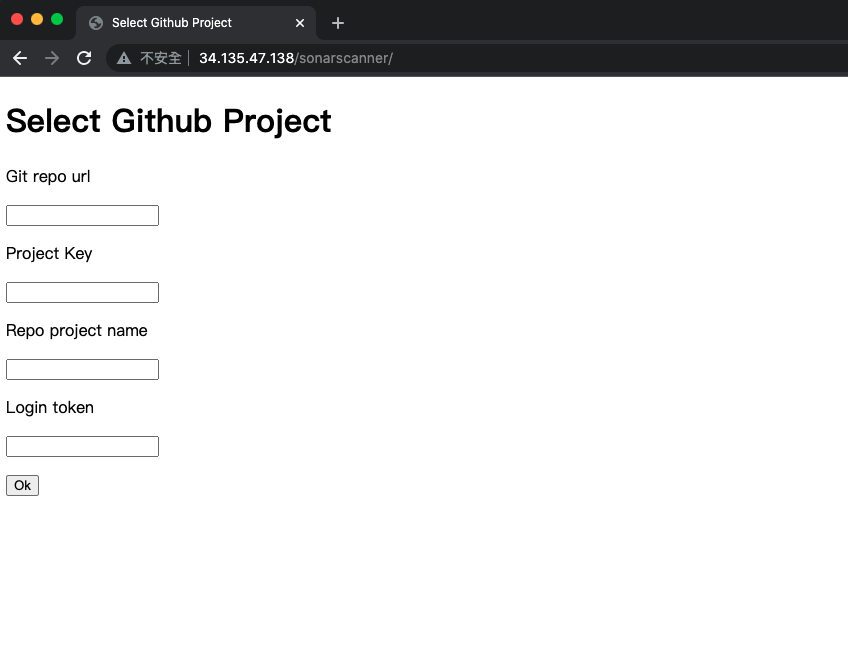 Select Github Project
不安全
34.135.47.138/sonarscanner/
Select Github Project
Git repo url
Project Key
Repo project name
Login token
Ok